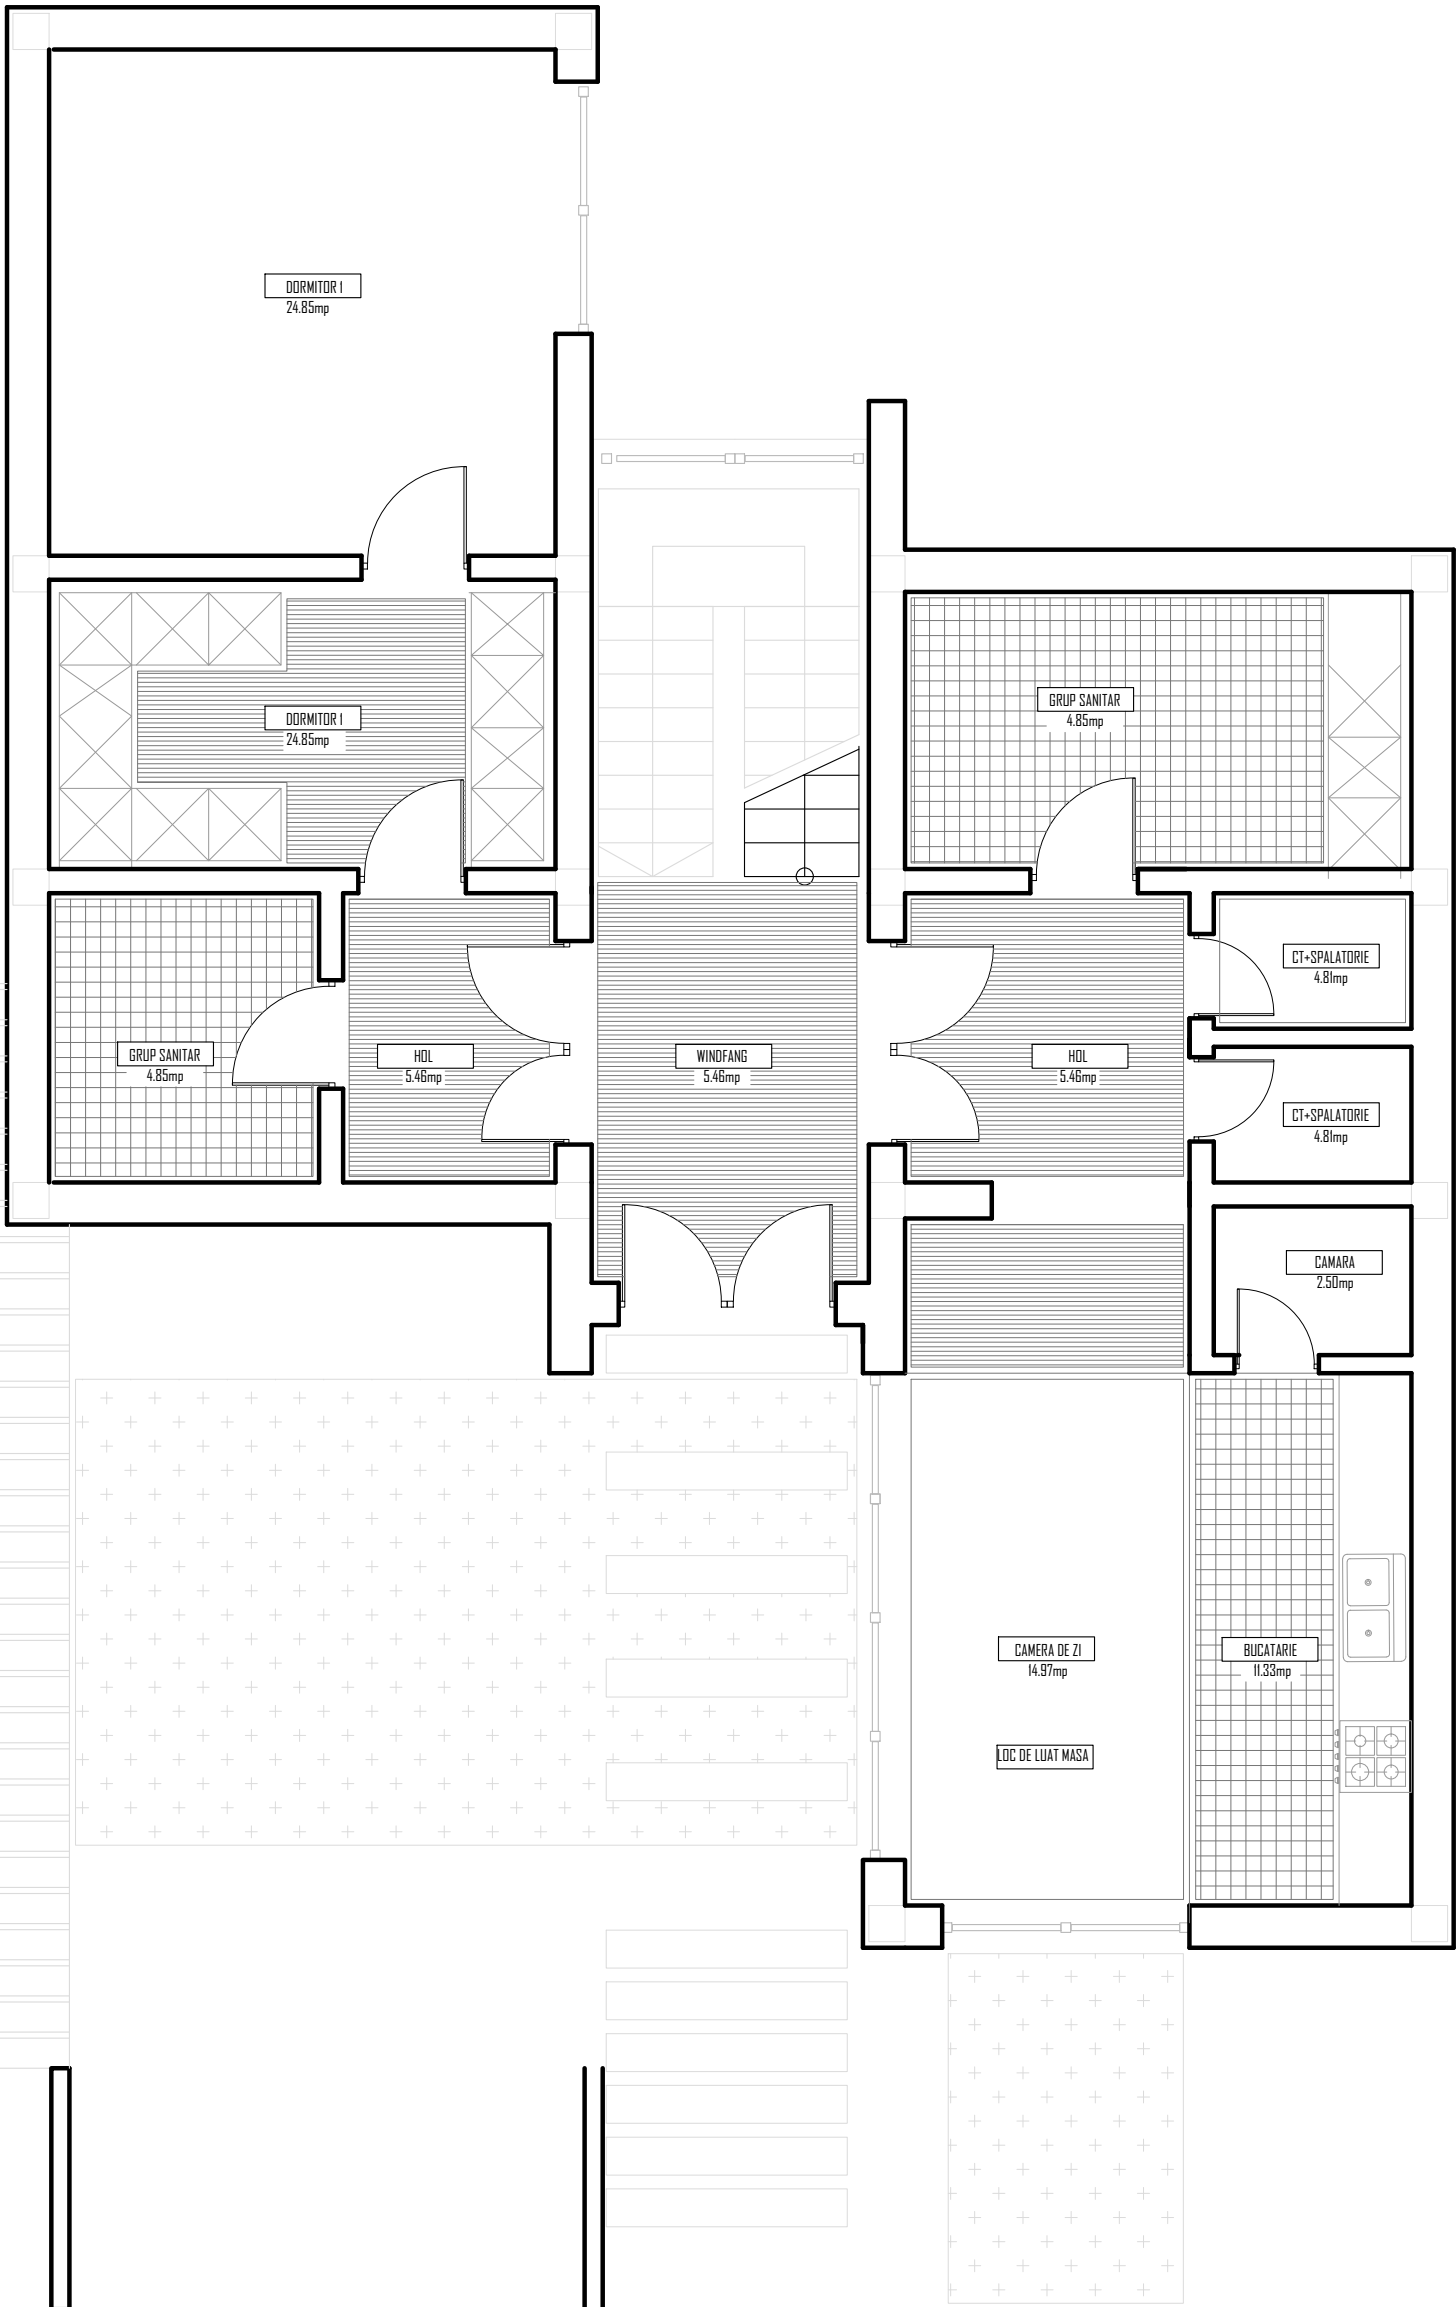 DORMITOR 1
24.85mp
DORMITOR 1
24.85mp
GRUP SANITAR
4.85mp
GRUP SANITAR
4.85mp
HOL
5.46mp
WINDFANG
5.46mp
HOL
5.46mp
CT+SPALATORIE
4.81mp
CT+SPALATORIE
4.81mp
CAMARA
2.50mp
CAMERA DE ZI
14.97mp
LOC DE LUAT MASA
BUCATARIE
11.33mp